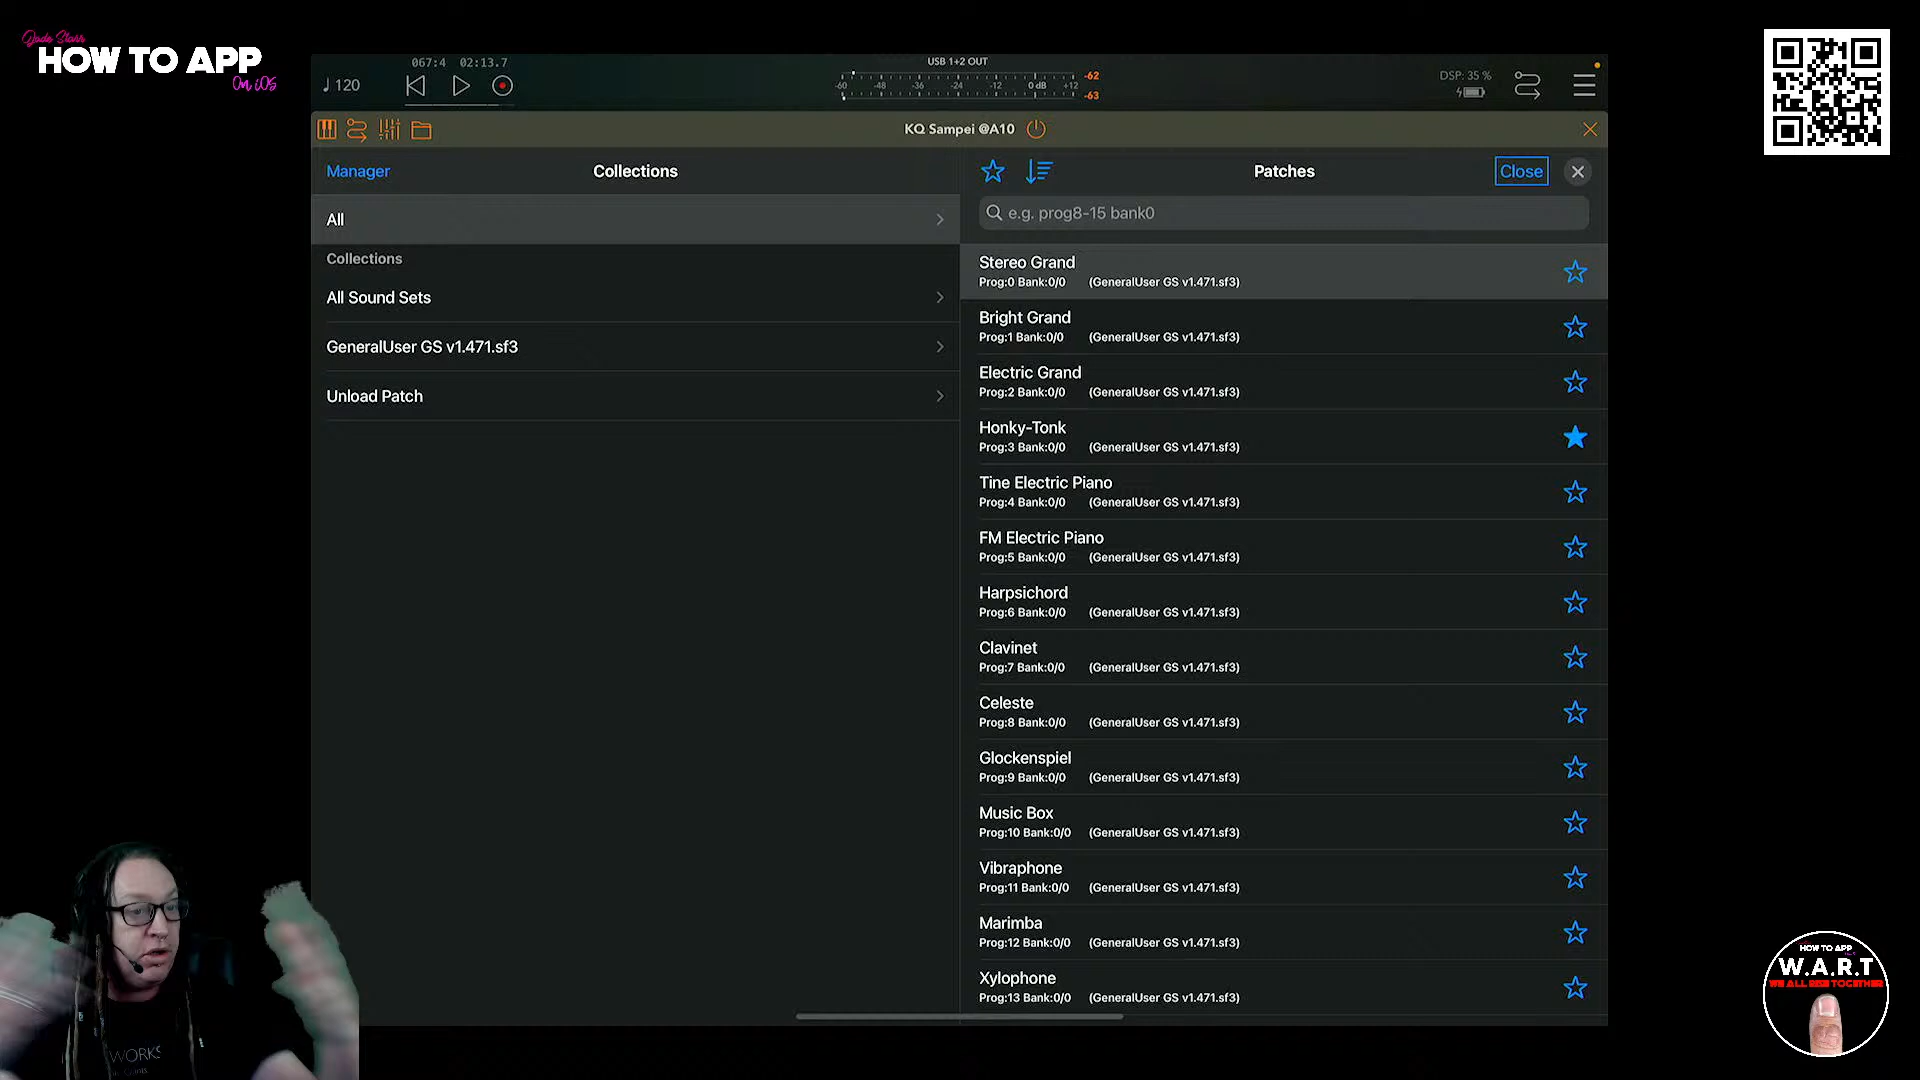 Jade Starr
HOW TO APP
On iOS
120
067:4 02:13.7
USB 1+2 OUT
-60 -48 -36 -24 -12 0 dB +12
-62
-63
DSP: 35 %
KQ Sampei @A10
Manager
Collections
All
Collections
All Sound Sets
GeneralUser GS v1.471.sf3
Unload Patch
Patches
Close
e.g. prog8-15 bank0
Stereo Grand
Prog:0 Bank:0/0 (GeneralUser GS v1.471.sf3)
Bright Grand
Prog:1 Bank:0/0 (GeneralUser GS v1.471.sf3)
Electric Grand
Prog:2 Bank:0/0 (GeneralUser GS v1.471.sf3)
Honky-Tonk
Prog:3 Bank:0/0 (GeneralUser GS v1.471.sf3)
Tine Electric Piano
Prog:4 Bank:0/0 (GeneralUser GS v1.471.sf3)
FM Electric Piano
Prog:5 Bank:0/0 (GeneralUser GS v1.471.sf3)
Harpsichord
Prog:6 Bank:0/0 (GeneralUser GS v1.471.sf3)
Clavinet
Prog:7 Bank:0/0 (GeneralUser GS v1.471.sf3)
Celeste
Prog:8 Bank:0/0 (GeneralUser GS v1.471.sf3)
Glockenspiel
Prog:9 Bank:0/0 (GeneralUser GS v1.471.sf3)
Music Box
Prog:10 Bank:0/0 (GeneralUser GS v1.471.sf3)
Vibraphone
Prog:11 Bank:0/0 (GeneralUser GS v1.471.sf3)
Marimba
Prog:12 Bank:0/0 (GeneralUser GS v1.471.sf3)
Xylophone
Prog:13 Bank:0/0 (GeneralUser GS v1.471.sf3)
WORKS
HOW TO APP
W.A.R.T
WE ALL RISE TOGETHER